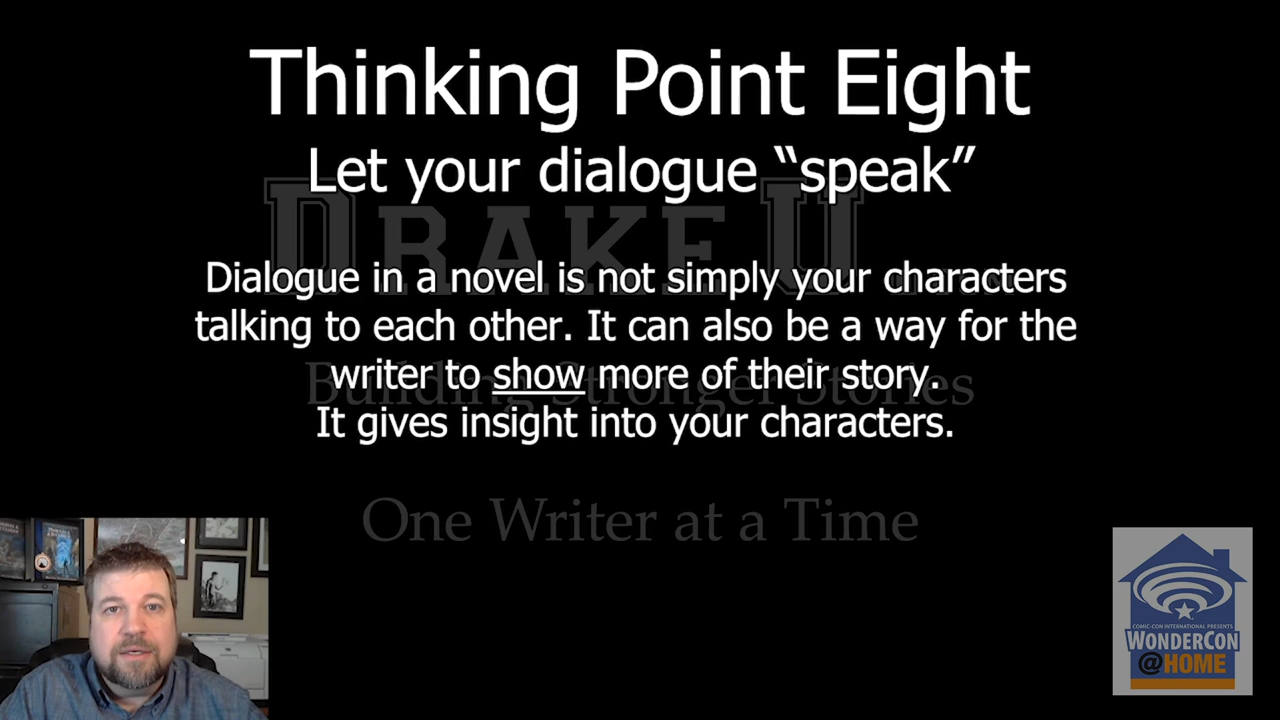 Thinking Point Eight
Let your dialogue “speak”
DRAKE U
Dialogue in a novel is not simply your characters
talking to each other. It can also be a way for the
writer to show more of their story.
Building Stronger Stories
It gives insight into your characters.
One Writer at a Time
COMIC-CON INTERNATIONAL PRESENTS
WONDERCON
@HOME